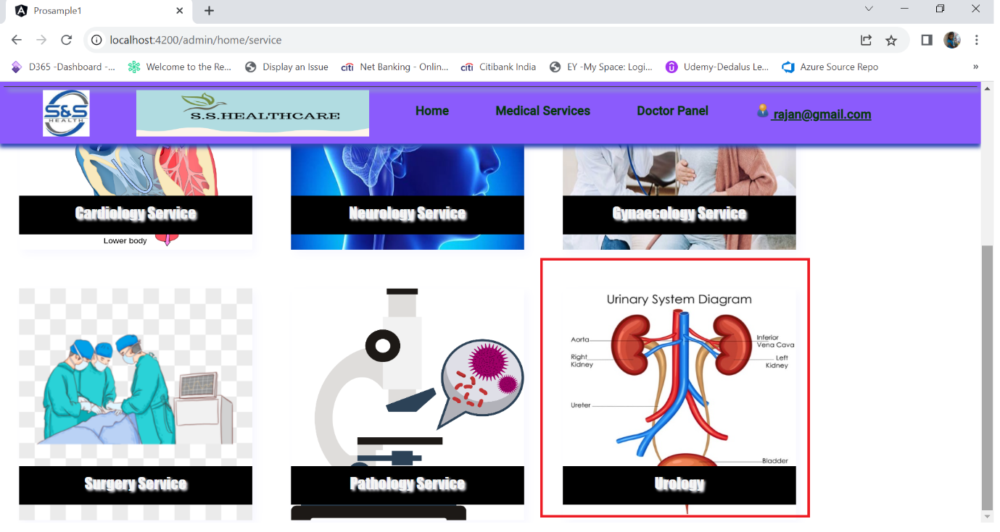 Prosample1
localhost:4200/admin/home/service
D365 -Dashboard -... Welcome to the Re... Display an Issue citi Net Banking - Onlin... citi Citibank India EY -My Space: Logi... Udemy-Dedalus Le... Azure Source Repo »
S&S
HEALTH
S.S.HEALTHCARE
Home Medical Services Doctor Panel rajan@gmail.com
Cardiology Service Neurology Service Gynaecology Service
Lower body
Urinary System Diagram
Aorta
Inferior
Vena Cava
Right
Kidney
Left
Kidney
Ureter
Bladder
Surgery Service Pathology Service Urology